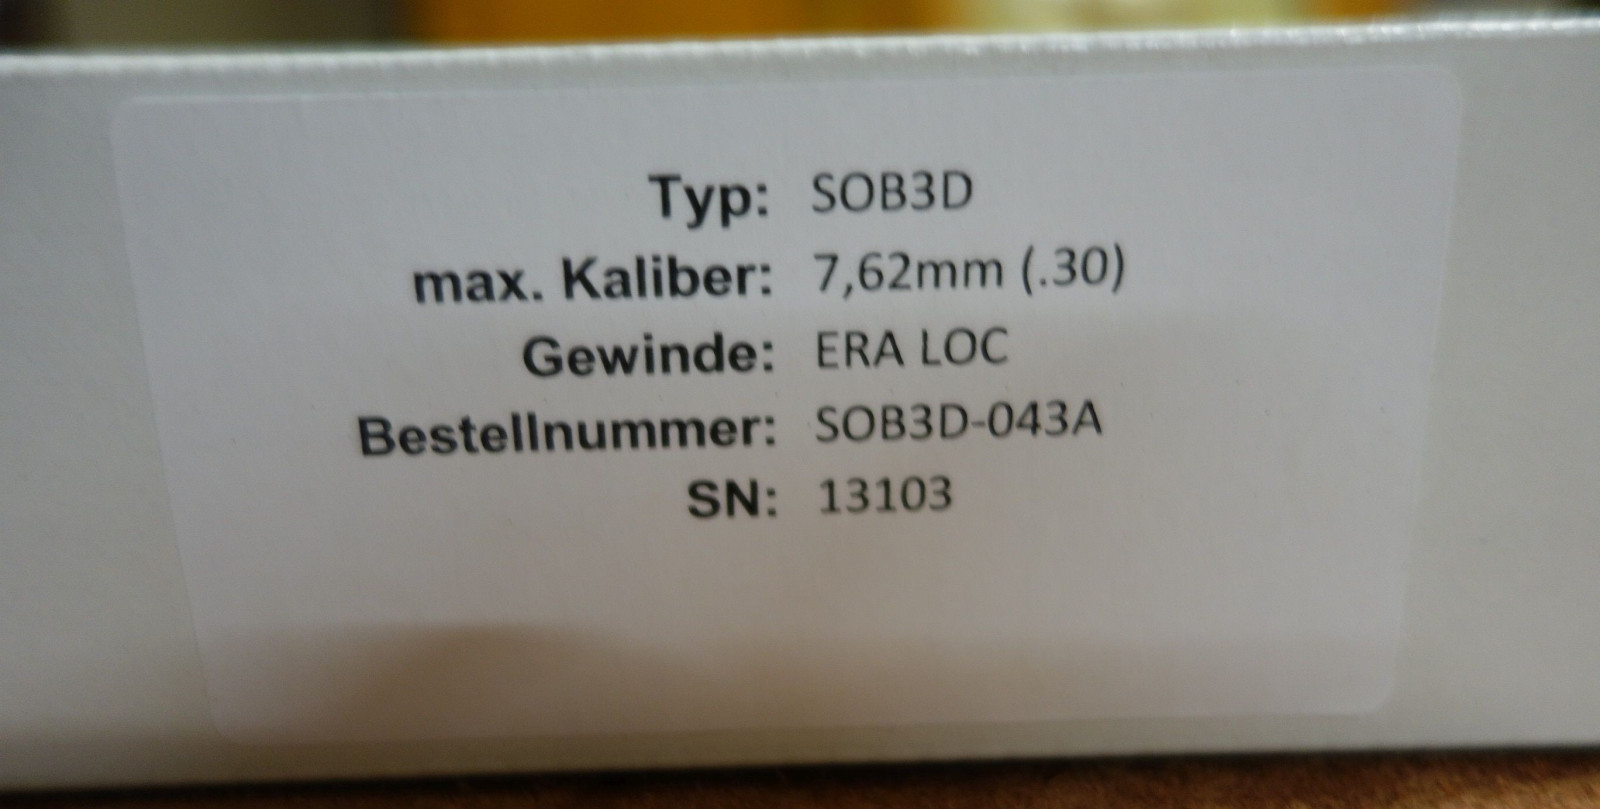 Typ: SOB3D
max. Kaliber: 7,62mm (.30)
Gewinde: ERA LOC
Bestellnummer: SOB3D-043A
SN: 13103